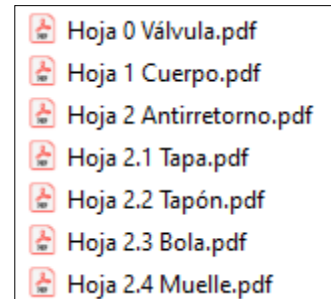 Hoja 0 Válvula.pdf
Hoja 1 Cuerpo.pdf
Hoja 2 Antirretorno.pdf
Hoja 2.1 Tapa.pdf
Hoja 2.2 Tapón.pdf
Hoja 2.3 Bola.pdf
Hoja 2.4 Muelle.pdf